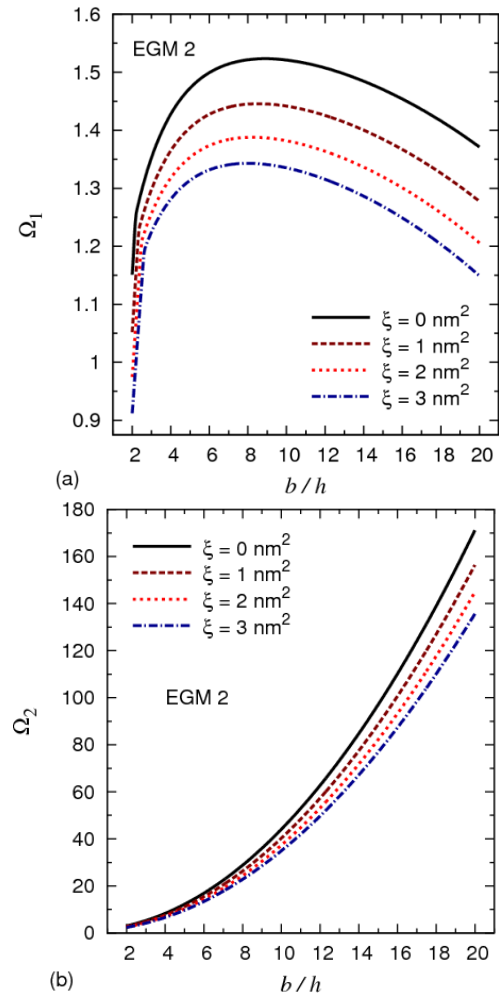 1.6
EGM 2
1.5
1.4
1.3
1.2
1.1
1
0.9
Ω₁
ξ = 0 nm²
ξ = 1 nm²
ξ = 2 nm²
ξ = 3 nm²
2 4 6 8 10 12 14 16 18 20
(a)
b / h
180
160
140
120
100
80
60
40
20
0
Ω₂
ξ = 0 nm²
ξ = 1 nm²
ξ = 2 nm²
ξ = 3 nm²
EGM 2
2 4 6 8 10 12 14 16 18 20
(b)
b / h